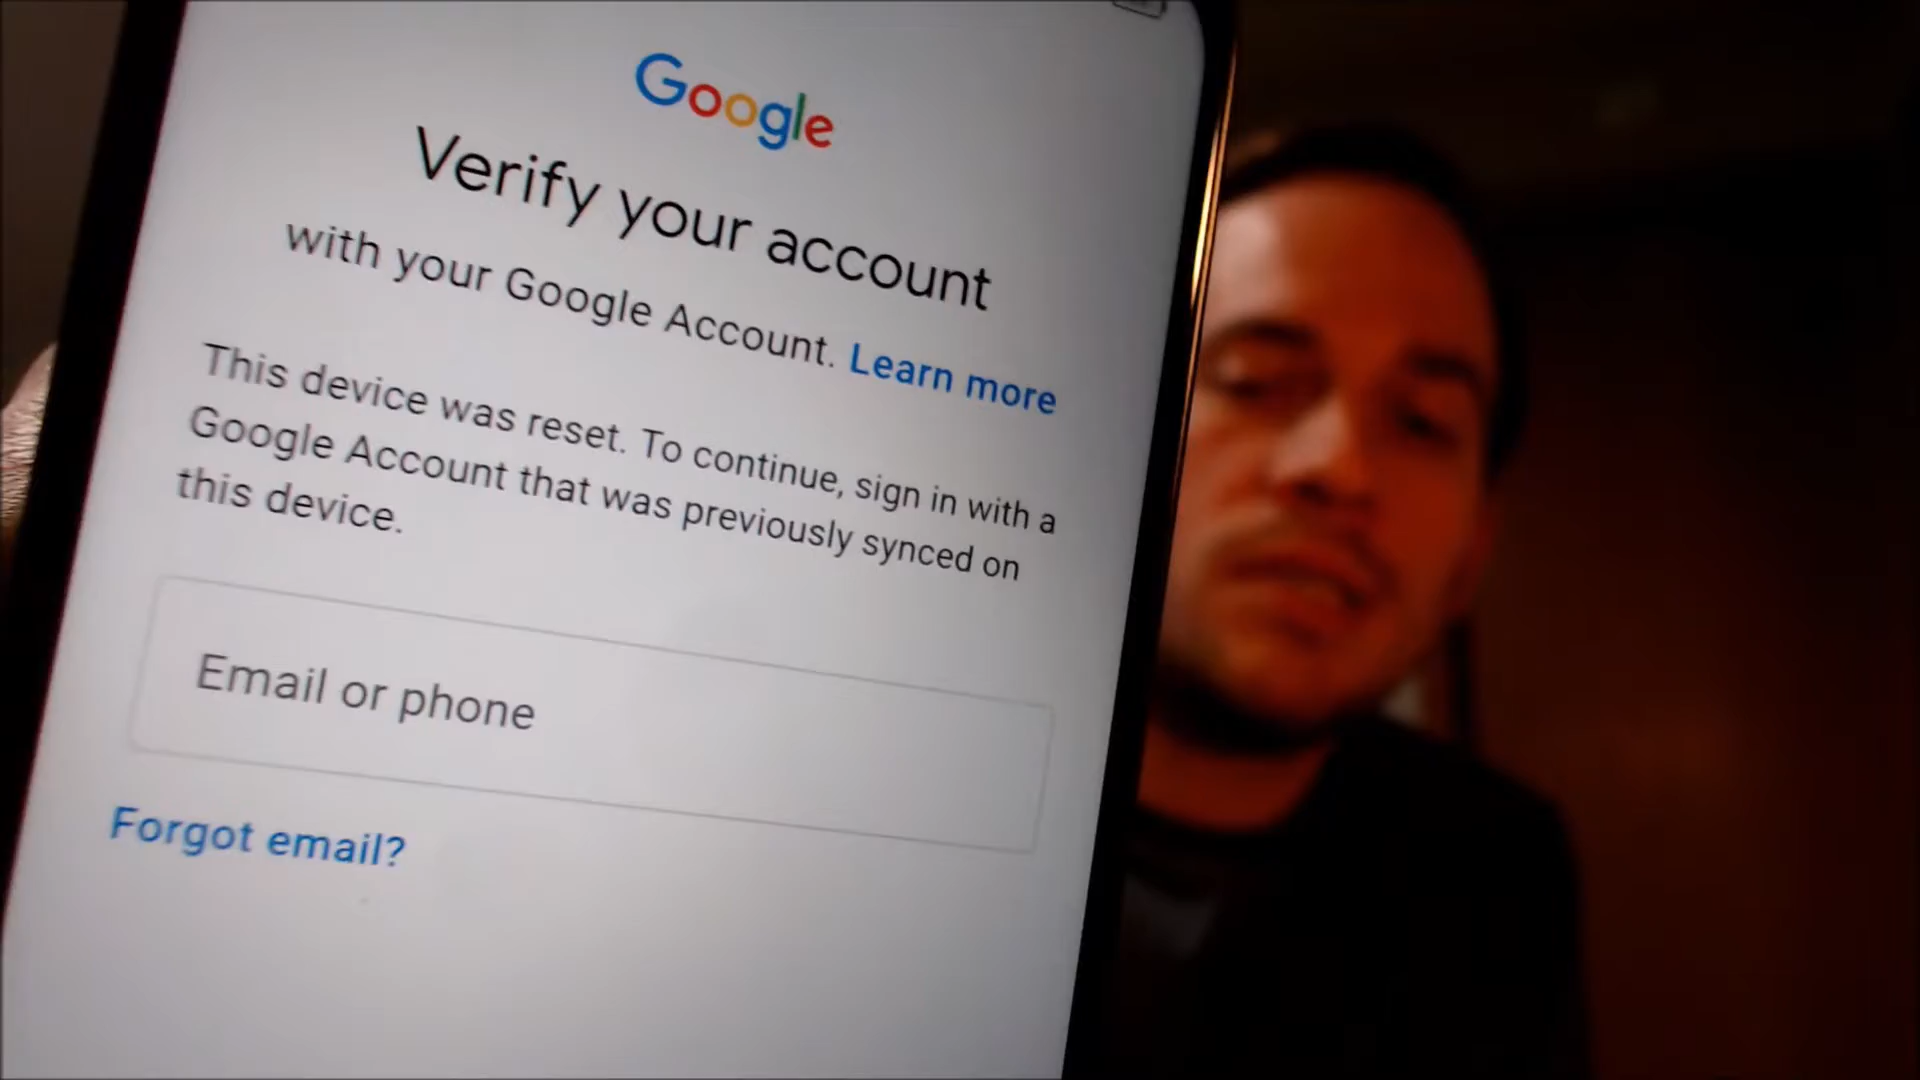 Google
Verify your account
with your Google Account. Learn more
This device was reset. To continue, sign in with a
Google Account that was previously synced on
this device.
Email or phone
Forgot email?